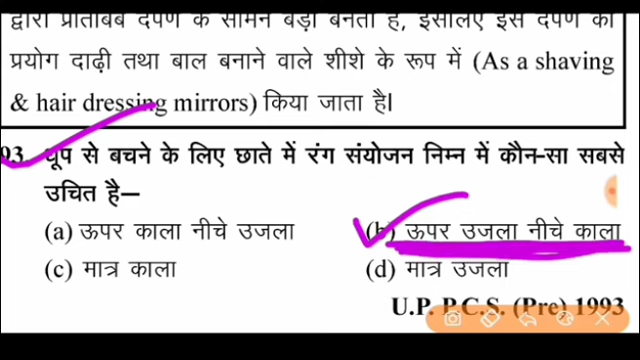 द्वारा प्रतिबिंब दर्पण के सामने बड़ा बनता है, इसलिए इस दर्पण का
प्रयोग दाढ़ी तथा बाल बनाने वाले शीशे के रूप में (As a shaving
& hair dressing mirrors) किया जाता है।
93 धूप से बचने के लिए छाते में रंग संयोजन निम्न में कौन-सा सबसे
उचित है—
(a) ऊपर काला नीचे उजला
(b) ऊपर उजला नीचे काला
(c) मात्र काला
(d) मात्र उजला
U.P. P.C.S. (Pre) 1993